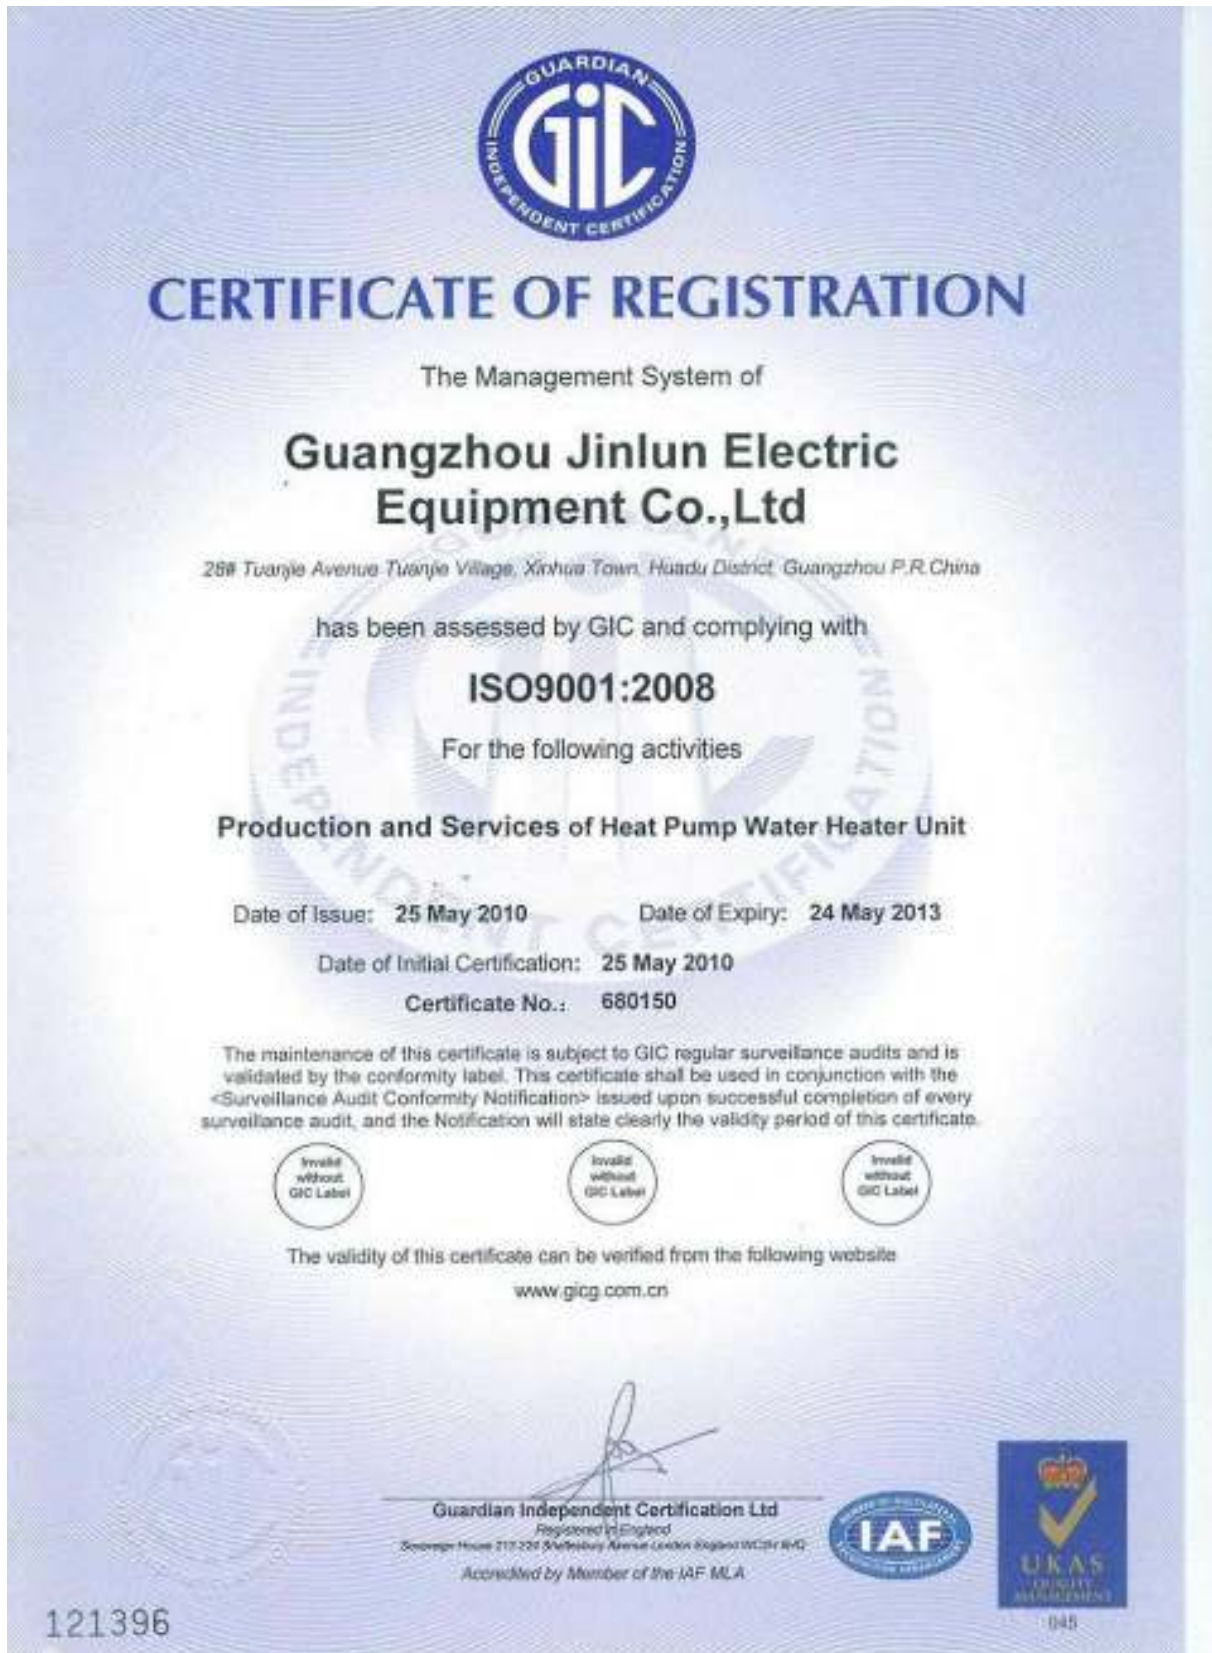 GUARDIAN
GIC
INDEPENDENT CERTIFICATION
CERTIFICATE OF REGISTRATION
The Management System of
Guangzhou Jinlun Electric
Equipment Co.,Ltd
28# Tuanjie Avenue Tuanjie Village, Xinhua Town, Huadu District, Guangzhou P.R.China
has been assessed by GIC and complying with
ISO9001:2008
For the following activities
Production and Services of Heat Pump Water Heater Unit
Date of Issue: 25 May 2010 Date of Expiry: 24 May 2013
Date of Initial Certification: 25 May 2010
Certificate No.: 680150
The maintenance of this certificate is subject to GIC regular surveillance audits and is
validated by the conformity label. This certificate shall be used in conjunction with the
<Surveillance Audit Conformity Notification> issued upon successful completion of every
surveillance audit, and the Notification will state clearly the validity period of this certificate.
Invalid
without
GIC Label
Invalid
without
GIC Label
Invalid
without
GIC Label
The validity of this certificate can be verified from the following website
www.gicg.com.cn
Guardian Independent Certification Ltd
Registered in England
Sovereign House Avenue London England
Accredited by Member of the IAF MLA
IAF
UKAS
QUALITY
MANAGEMENT
045
121396